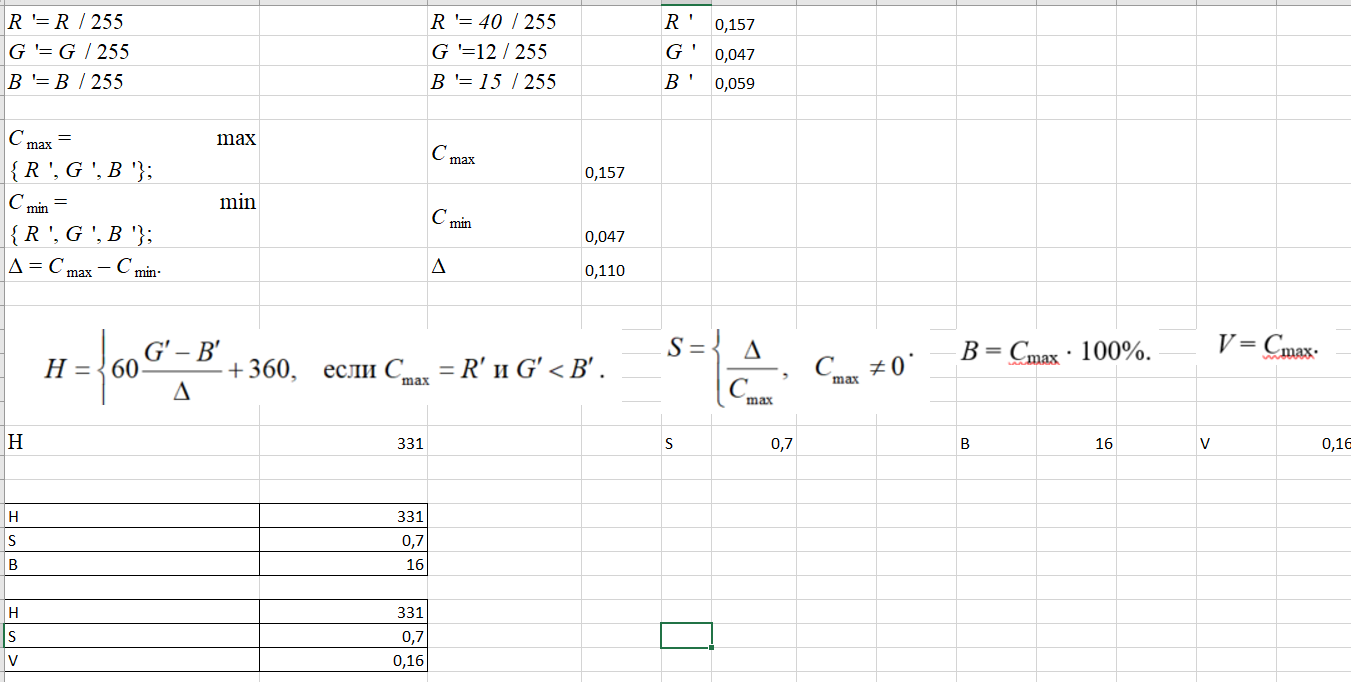 R '= R / 255 R '= 40 / 255 R ' 0,157
G '= G / 255 G '=12 / 255 G ' 0,047
B '= B / 255 B '= 15 / 255 B ' 0,059
C max = max
{ R ', G ', B '}; C max 0,157
C min = min
{ R ', G ', B '}; C min 0,047
Δ = C max – C min. Δ 0,110
H = { 60 (G′ – B′)/Δ + 360, если C max = R′ и G′ < B′ . S = { Δ/C max , C max ≠ 0 . B = Cmax · 100%. V = Cmax.
H 331 S 0,7 B 16 V 0,16
H 331
S 0,7
B 16
H 331
S 0,7
V 0,16